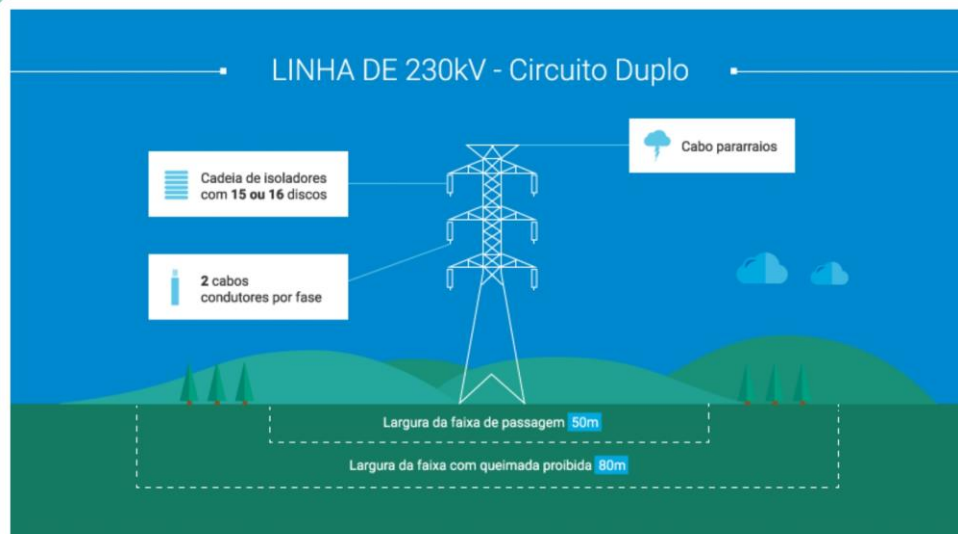 LINHA DE 230kV - Circuito Duplo
Cabo pararraios
Cadeia de isoladores
com 15 ou 16 discos
2 cabos
condutores por fase
Largura da faixa de passagem 50m
Largura da faixa com queimada proibida 80m